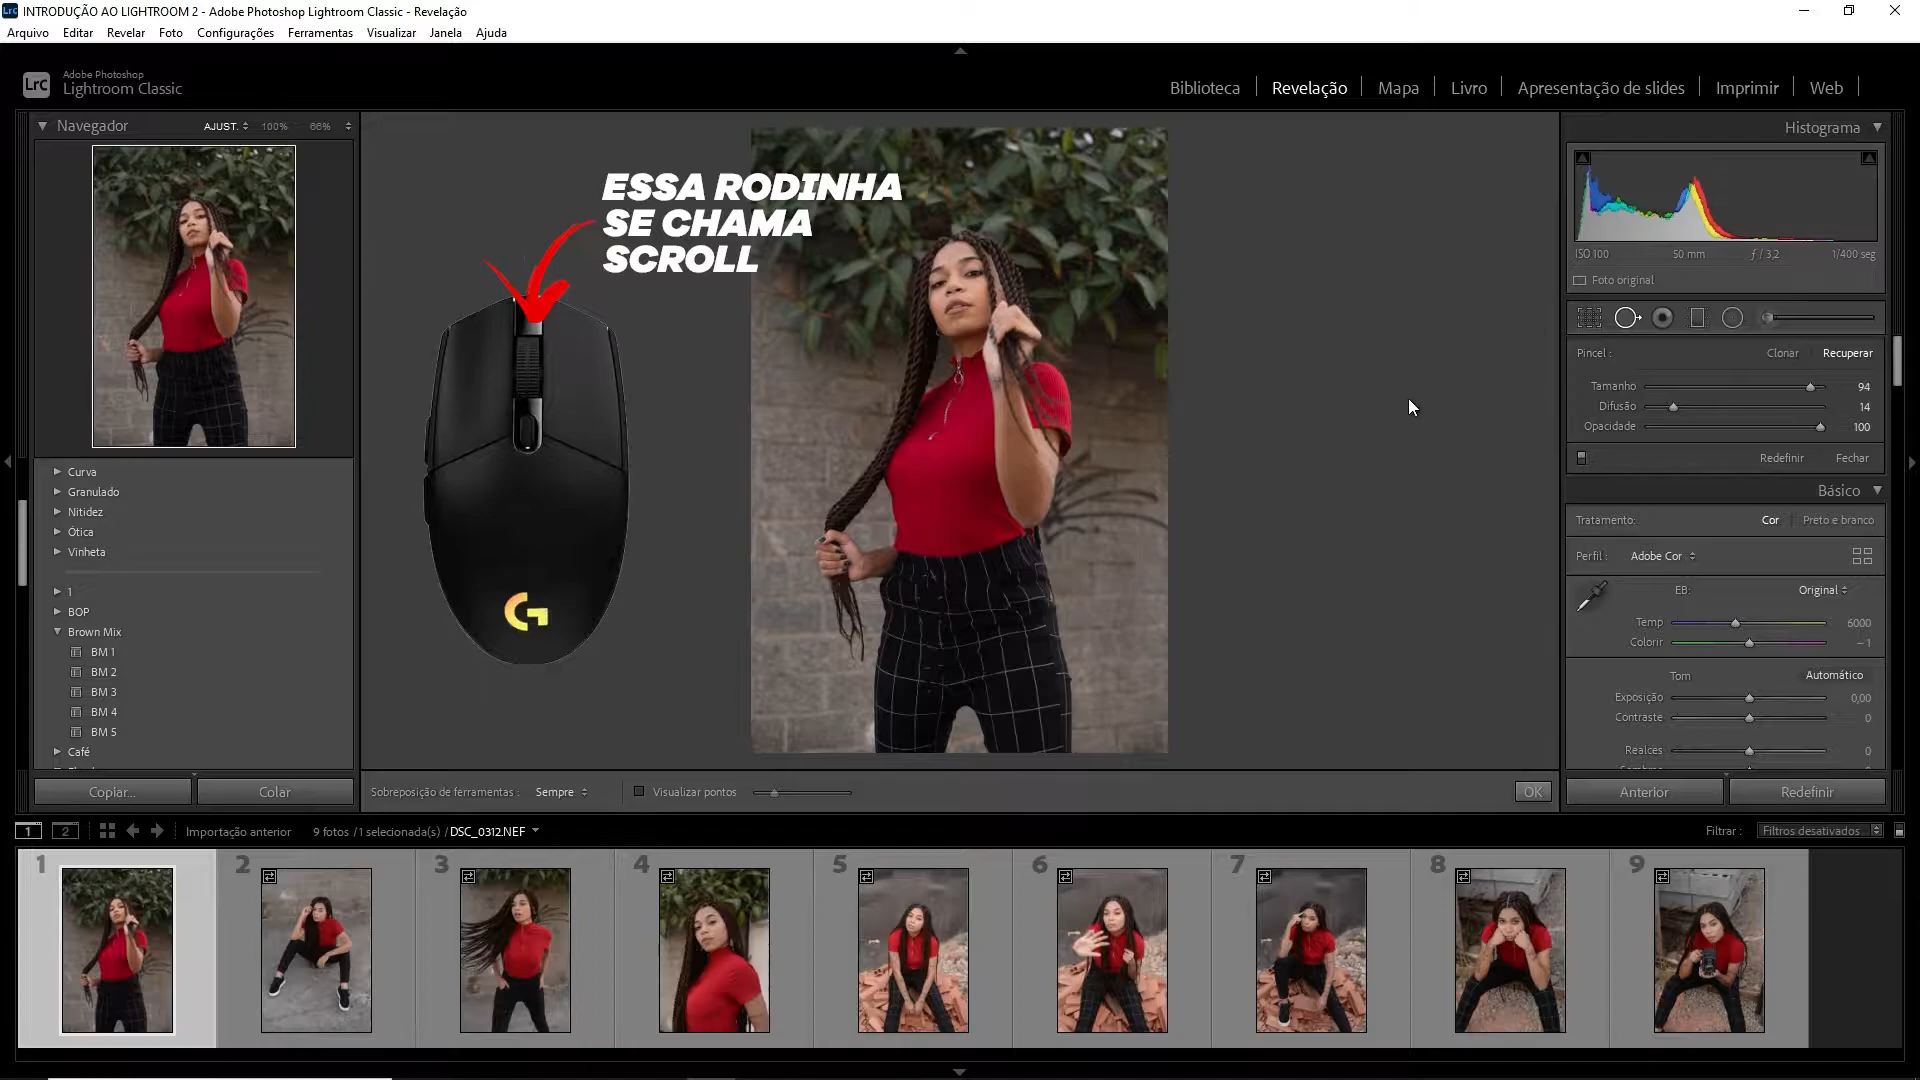 INTRODUÇÃO AO LIGHTROOM 2 - Adobe Photoshop Lightroom Classic - Revelação
Arquivo Editar Revelar Foto Configurações Ferramentas Visualizar Janela Ajuda
LrC
Adobe Photoshop
Lightroom Classic
Biblioteca
Revelação
Mapa
Livro
Apresentação de slides
Imprimir
Web
Navegador
AJUST. 100% 66%
Curva
Granulado
Nitidez
Ótica
Vinheta
1
BOP
Brown Mix
BM 1
BM 2
BM 3
BM 4
BM 5
Café
Copiar...
Colar
ESSA RODINHA
SE CHAMA
SCROLL
Histograma
ISO 100 50 mm ƒ / 3,2 1/400 seg
Foto original
Pincel : Clonar Recuperar
Tamanho 94
Difusão 14
Opacidade 100
Redefinir Fechar
Básico
Tratamento: Cor Preto e branco
Perfil : Adobe Cor
EB: Original
Temp 6000
Colorir – 1
Tom Automático
Exposição 0,00
Contraste 0
Realces 0
Anterior
Redefinir
Sobreposição de ferramentas : Sempre
Visualizar pontos
OK
1 2 Importação anterior 9 fotos /1 selecionada(s) /DSC_0312.NEF
Filtrar : Filtros desativados
1 2 3 4 5 6 7 8 9